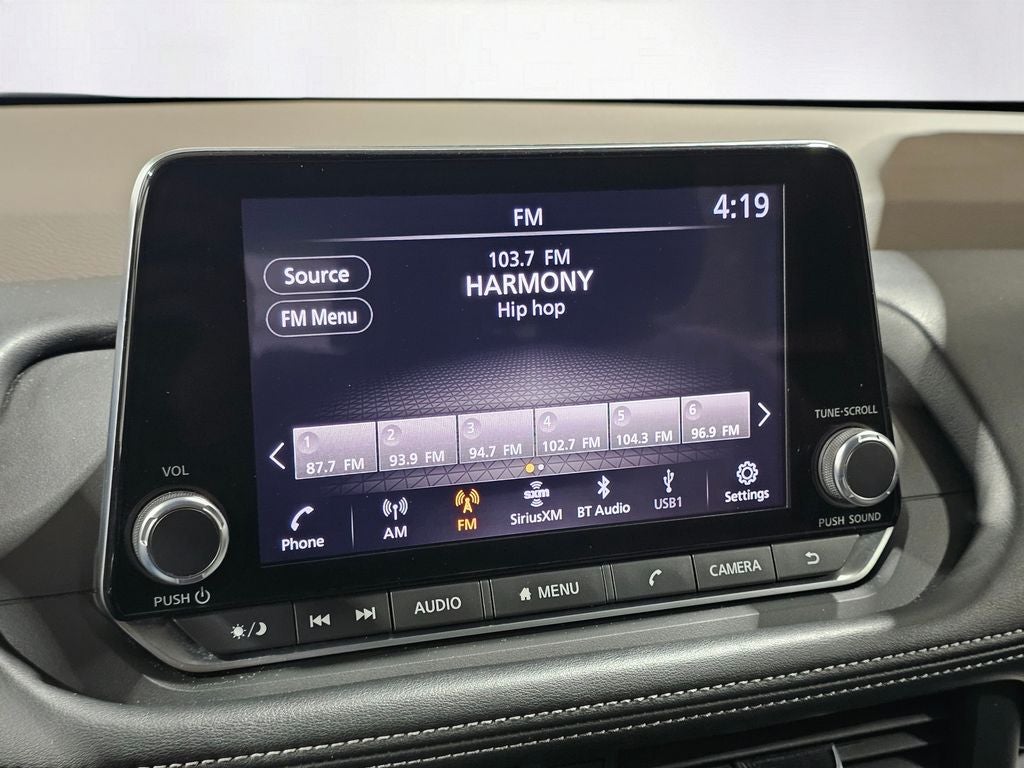 FM
4:19
103.7 FM
HARMONY
Hip hop
Source
FM Menu
1
87.7 FM
2
93.9 FM
3
94.7 FM
4
102.7 FM
5
104.3 FM
6
96.9 FM
Phone
AM
FM
sxm
SiriusXM
BT Audio
USB1
Settings
VOL
PUSH
TUNE·SCROLL
PUSH SOUND
AUDIO
MENU
CAMERA